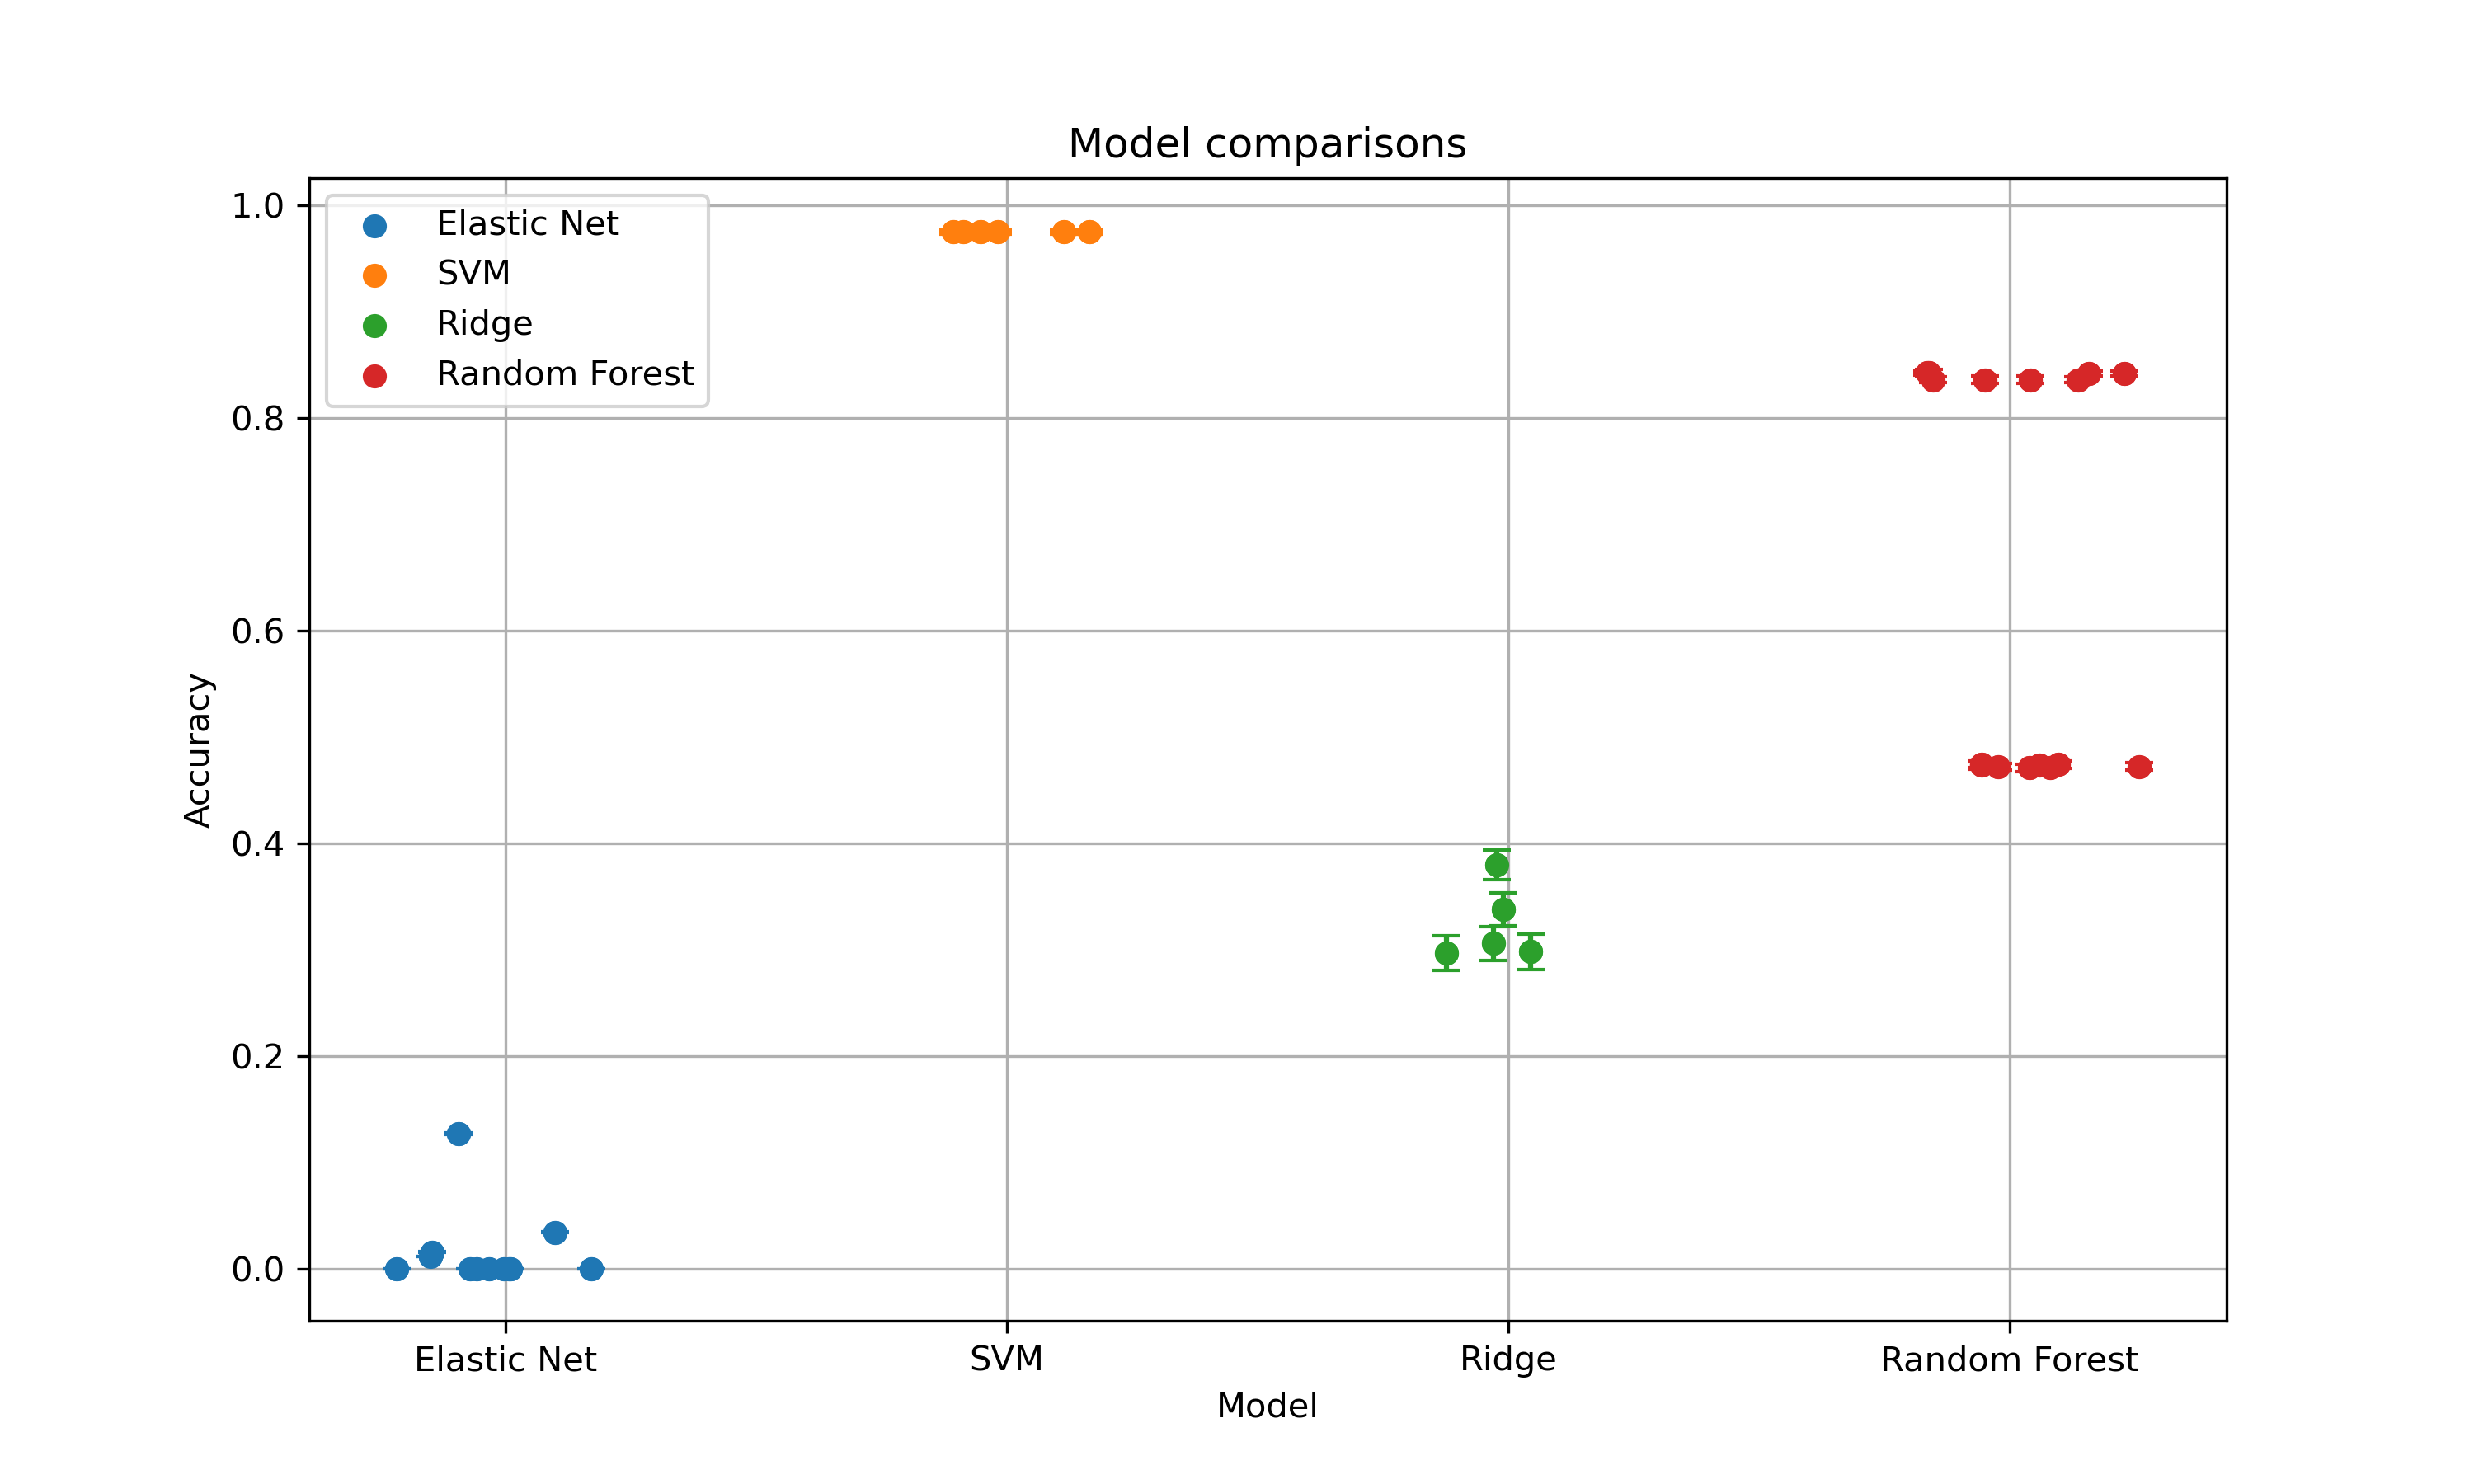 Model comparisons
Elastic Net
SVM
Ridge
Random Forest
1.0
0.8
0.6
0.4
0.2
0.0
Accuracy
Elastic Net SVM Ridge Random Forest
Model